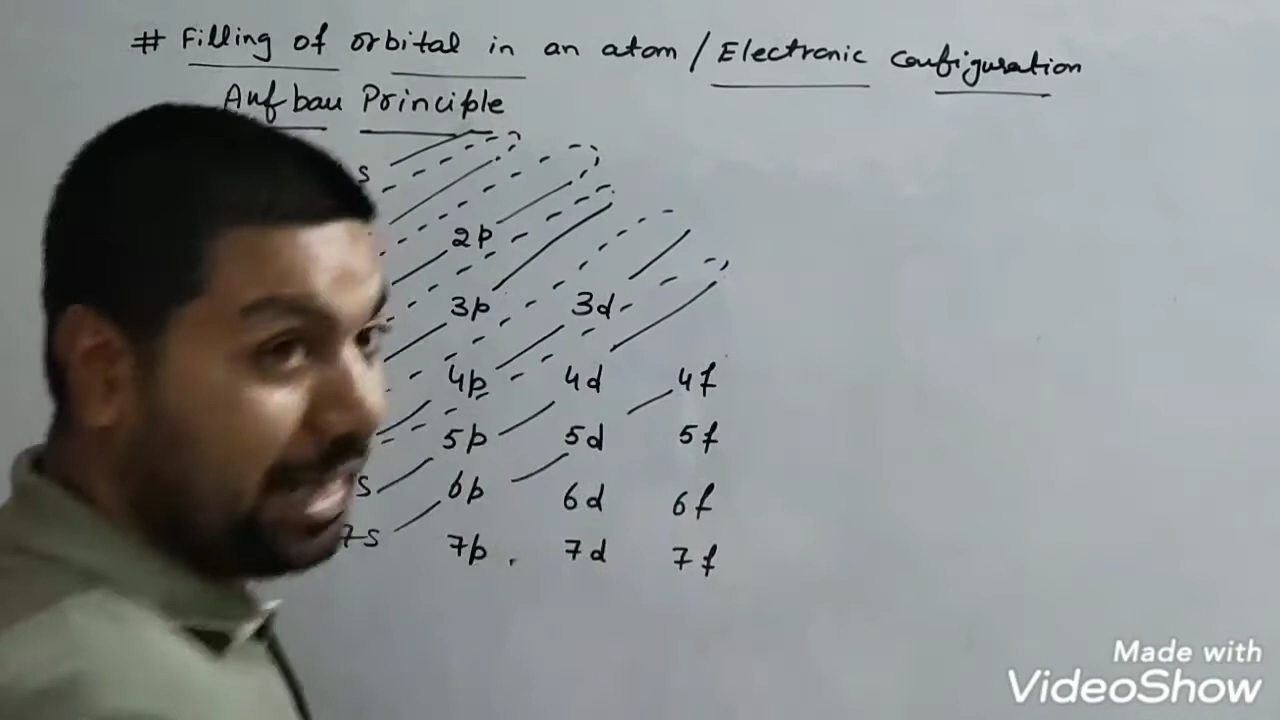 # Filling of orbital in an atom / Electronic Configuration
Aufbau Principle
s
2p
3p 3d
4p 4d 4f
5p 5d 5f
s 6p 6d 6f
7s 7p . 7d 7f
Made with
VideoShow